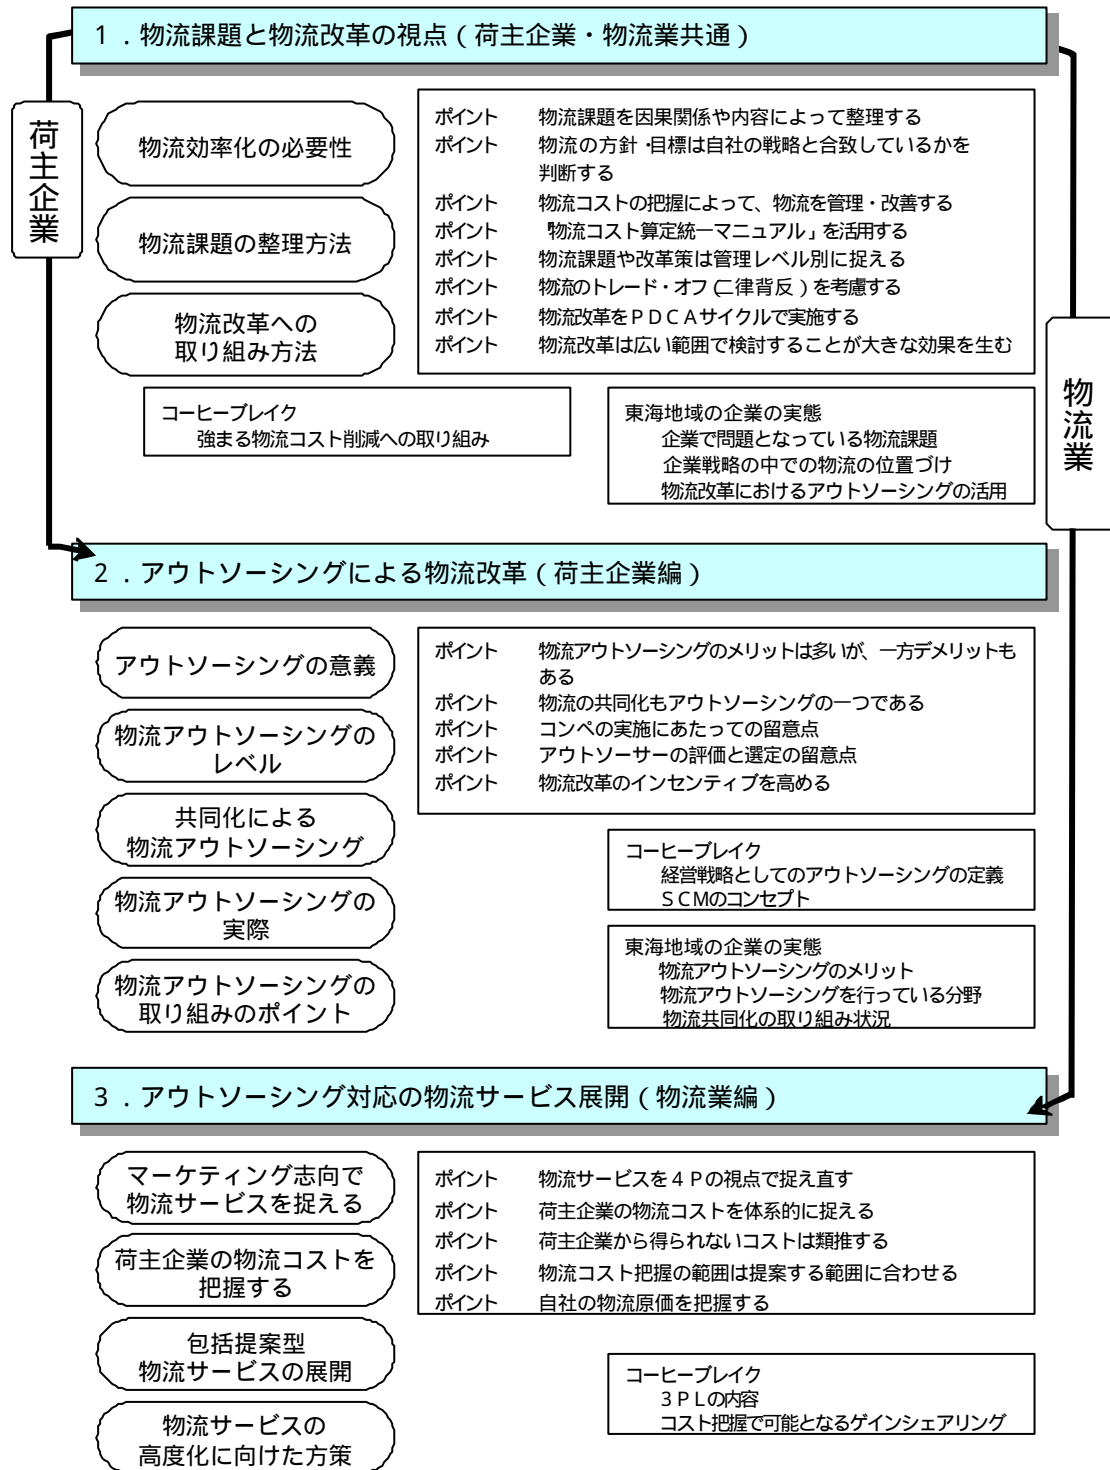 １．物流課題と物流改革の視点（荷主企業・物流業共通）
荷主企業
物流効率化の必要性
物流課題の整理方法
物流改革への
取り組み方法
ポイント　物流課題を因果関係や内容によって整理する
ポイント　物流の方針・目標は自社の戦略と合致しているかを
判断する
ポイント　物流コストの把握によって、物流を管理・改善する
ポイント　「物流コスト算定統一マニュアル」を活用する
ポイント　物流課題や改革策は管理レベル別に捉える
ポイント　物流のトレード・オフ（二律背反）を考慮する
ポイント　物流改革をＰＤＣＡサイクルで実施する
ポイント　物流改革は広い範囲で検討することが大きな効果を生む
物流業
コーヒーブレイク
強まる物流コスト削減への取り組み
東海地域の企業の実態
企業で問題となっている物流課題
企業戦略の中での物流の位置づけ
物流改革におけるアウトソーシングの活用
２．アウトソーシングによる物流改革（荷主企業編）
アウトソーシングの意義
物流アウトソーシングの
レベル
共同化による
物流アウトソーシング
物流アウトソーシングの
実際
物流アウトソーシングの
取り組みのポイント
ポイント　物流アウトソーシングのメリットは多いが、一方デメリットも
ある
ポイント　物流の共同化もアウトソーシングの一つである
ポイント　コンペの実施にあたっての留意点
ポイント　アウトソーサーの評価と選定の留意点
ポイント　物流改革のインセンティブを高める
コーヒーブレイク
経営戦略としてのアウトソーシングの定義
ＳＣＭのコンセプト
東海地域の企業の実態
物流アウトソーシングのメリット
物流アウトソーシングを行っている分野
物流共同化の取り組み状況
３．アウトソーシング対応の物流サービス展開（物流業編）
マーケティング志向で
物流サービスを捉える
荷主企業の物流コストを
把握する
包括提案型
物流サービスの展開
物流サービスの
高度化に向けた方策
ポイント　物流サービスを４Ｐの視点で捉え直す
ポイント　荷主企業の物流コストを体系的に捉える
ポイント　荷主企業から得られないコストは類推する
ポイント　物流コスト把握の範囲は提案する範囲に合わせる
ポイント　自社の物流原価を把握する
コーヒーブレイク
３ＰＬの内容
コスト把握で可能となるゲインシェアリング